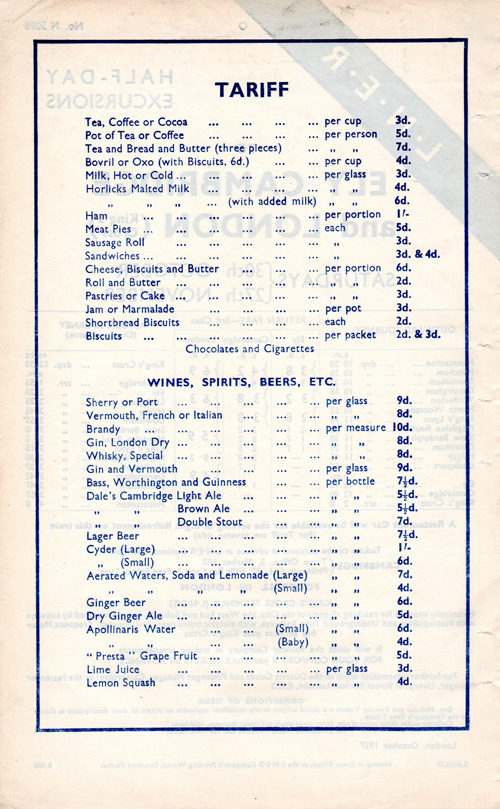 TARIFF
Tea, Coffee or Cocoa ... ... ... ... per cup 3d.
Pot of Tea or Coffee ... ... ... ... per person 5d.
Tea and Bread and Butter (three pieces) ... „ „ 7d.
Bovril or Oxo (with Biscuits, 6d.) ... ... per cup 4d.
Milk, Hot or Cold ... ... ... ... ... per glass 3d.
Horlicks Malted Milk ... ... ... ... „ „ 4d.
„ „ „ ... (with added milk) „ „ 6d.
Ham ... ... ... ... ... per portion 1/-
Meat Pies ... ... ... ... ... each 5d.
Sausage Roll ... ... ... ... „ 3d.
Sandwiches ... ... ... ... ... „ 3d. & 4d.
Cheese, Biscuits and Butter ... ... ... per portion 6d.
Roll and Butter ... ... ... ... ... „ „ 2d.
Pastries or Cake ... ... ... ... ... „ „ 3d.
Jam or Marmalade ... ... ... ... per pot 3d.
Shortbread Biscuits ... ... ... ... each 2d.
Biscuits ... ... ... ... ... per packet 2d. & 3d.
Chocolates and Cigarettes
WINES, SPIRITS, BEERS, ETC.
Sherry or Port ... ... ... ... per glass 9d.
Vermouth, French or Italian ... ... ... „ „ 8d.
Brandy ... ... ... ... ... per measure 10d.
Gin, London Dry ... ... ... ... ... „ „ 8d.
Whisky, Special ... ... ... ... ... „ „ 8d.
Gin and Vermouth ... ... ... ... per glass 9d.
Bass, Worthington and Guinness ... ... per bottle 7½d.
Dale's Cambridge Light Ale ... ... ... „ „ 5½d.
„ „ Brown Ale ... ... ... „ „ 5½d.
„ „ Double Stout ... ... „ „ 7d.
Lager Beer ... ... ... ... „ „ 7½d.
Cyder (Large) ... ... ... ... „ „ 1/-
„ (Small) ... ... ... ... „ „ 6d.
Aerated Waters, Soda and Lemonade (Large) „ „ 7d.
„ „ „ „ (Small) „ „ 4d.
Ginger Beer ... ... ... ... „ „ 6d.
Dry Ginger Ale ... ... ... ... ... „ „ 5d.
Apollinaris Water ... ... (Small) „ „ 6d.
„ „ ... ... (Baby) „ „ 4d.
"Presta" Grape Fruit ... ... ... ... „ „ 5d.
Lime Juice ... ... ... ... per glass 3d.
Lemon Squash ... ... ... ... „ „ 4d.